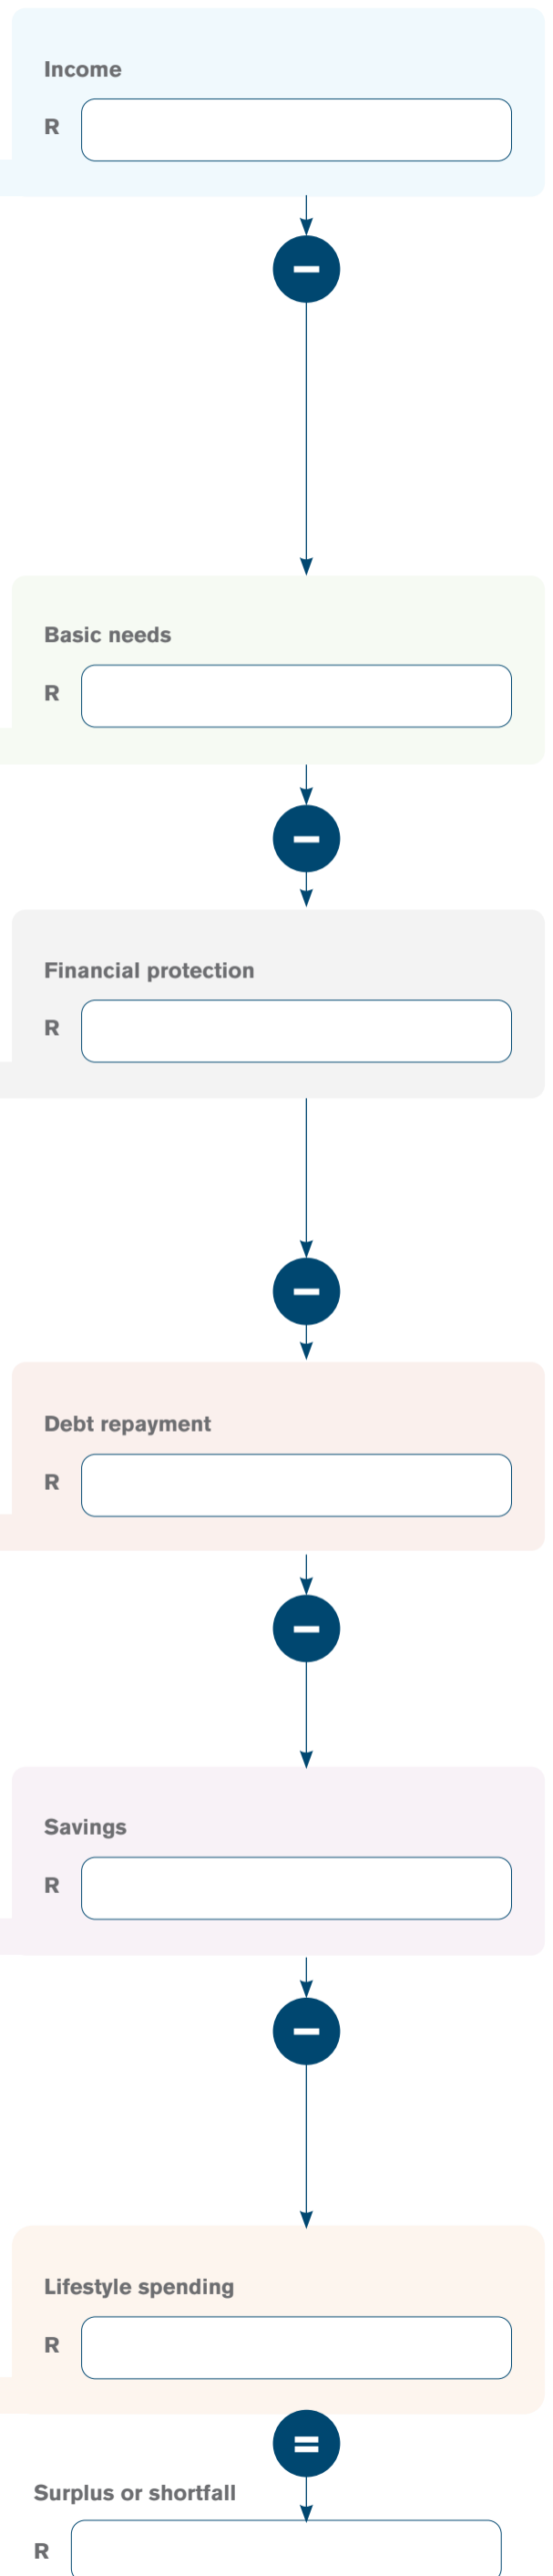 Income
R
Basic needs
R
Financial protection
R
Debt repayment
R
Savings
R
Lifestyle spending
R
Surplus or shortfall
R